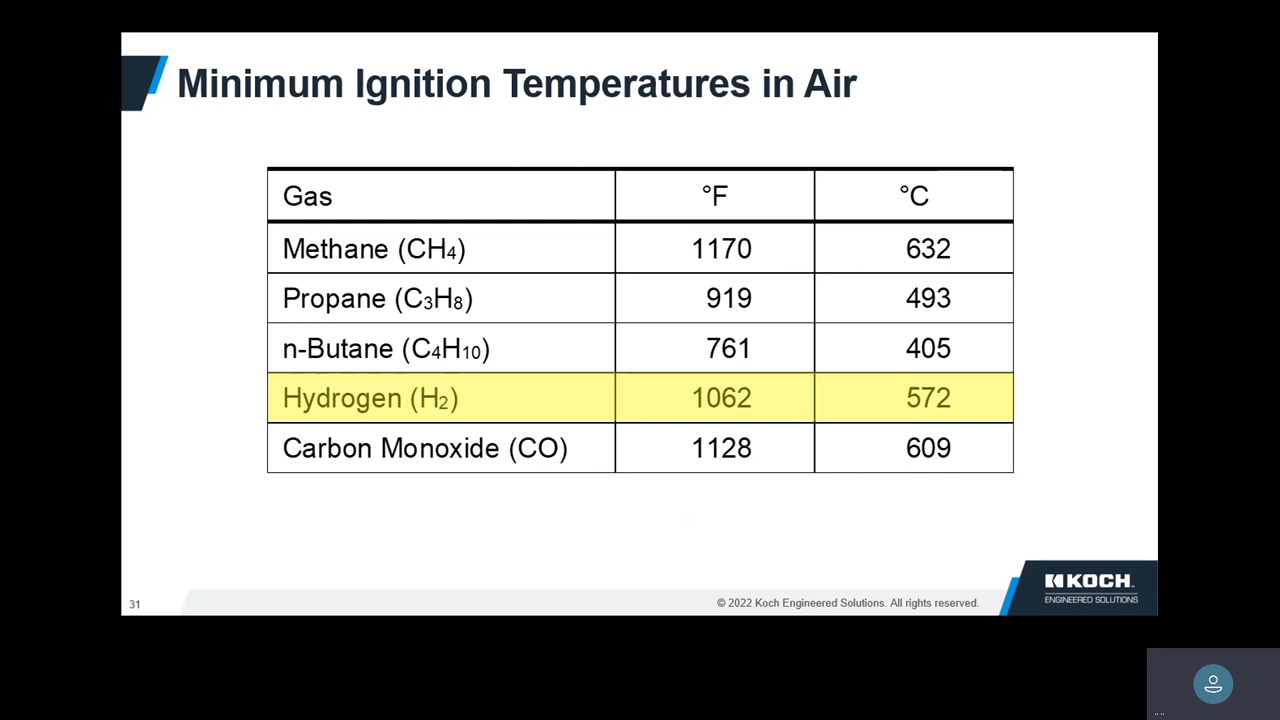 Minimum Ignition Temperatures in Air
Gas °F °C
Methane (CH4) 1170 632
Propane (C3H8) 919 493
n-Butane (C4H10) 761 405
Hydrogen (H2) 1062 572
Carbon Monoxide (CO) 1128 609
31
© 2022 Koch Engineered Solutions. All rights reserved.
KOCH
ENGINEERED SOLUTIONS